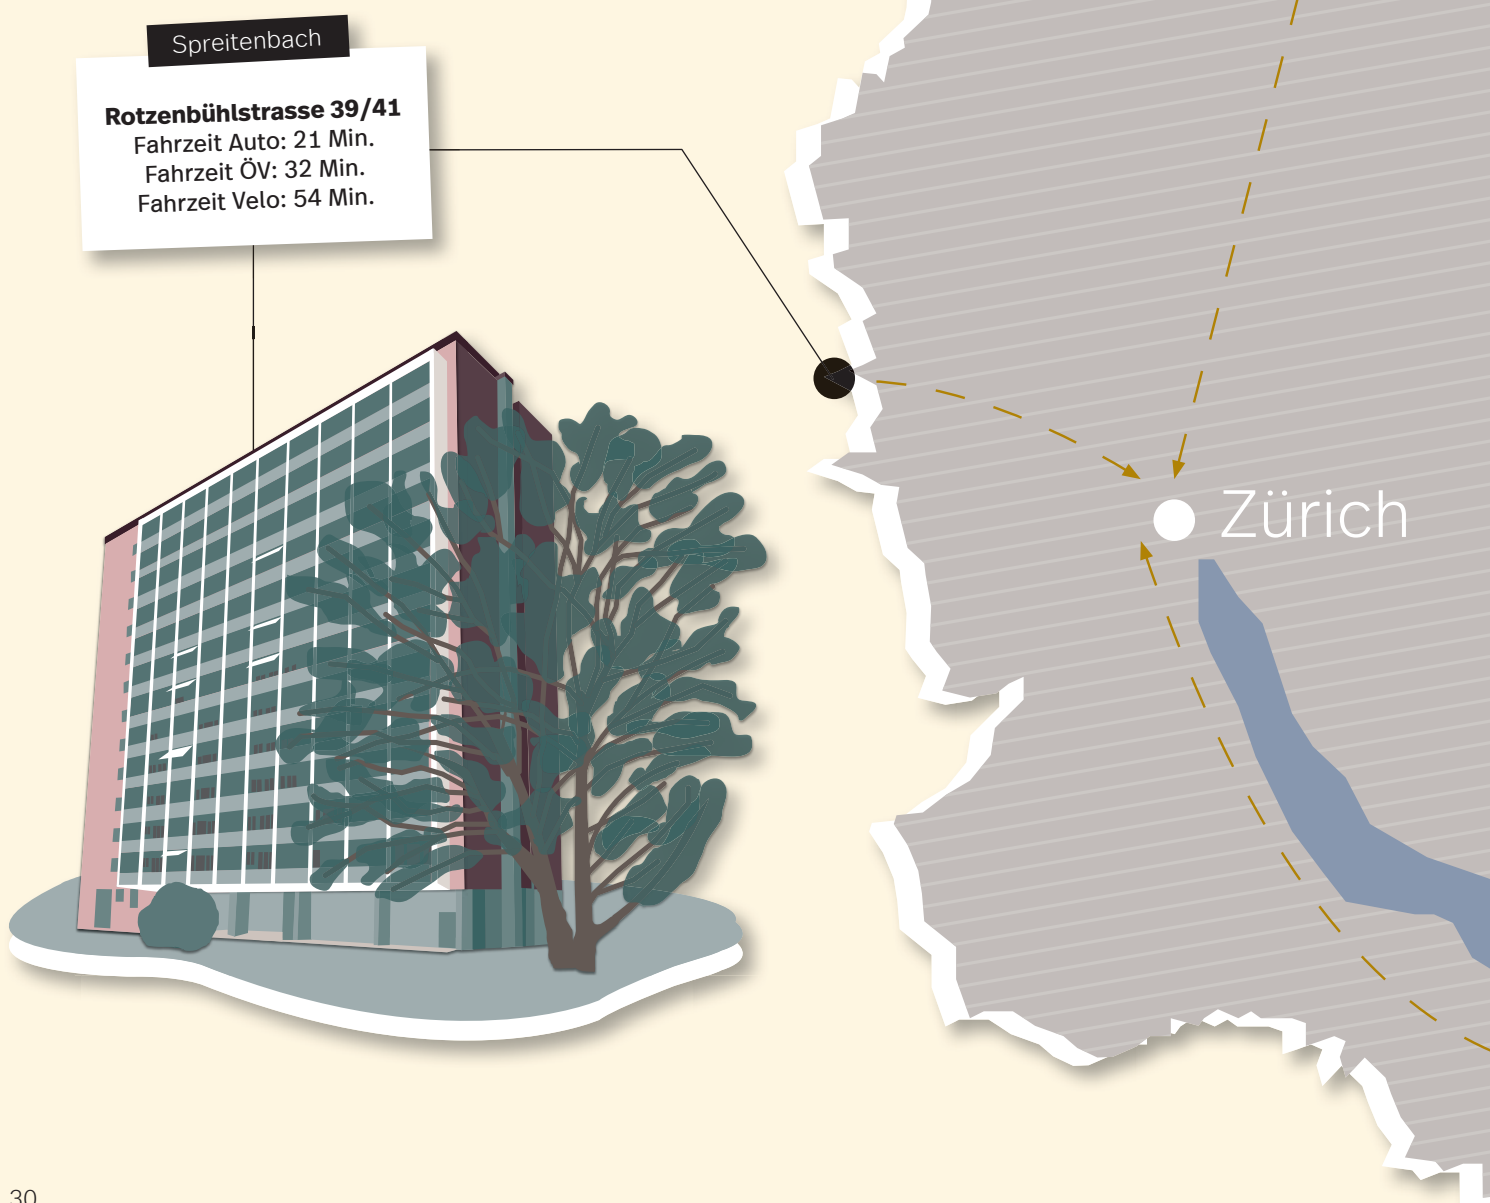 Spreitenbach
Rotzenbühlstrasse 39/41
Fahrzeit Auto: 21 Min.
Fahrzeit ÖV: 32 Min.
Fahrzeit Velo: 54 Min.
Zürich
30